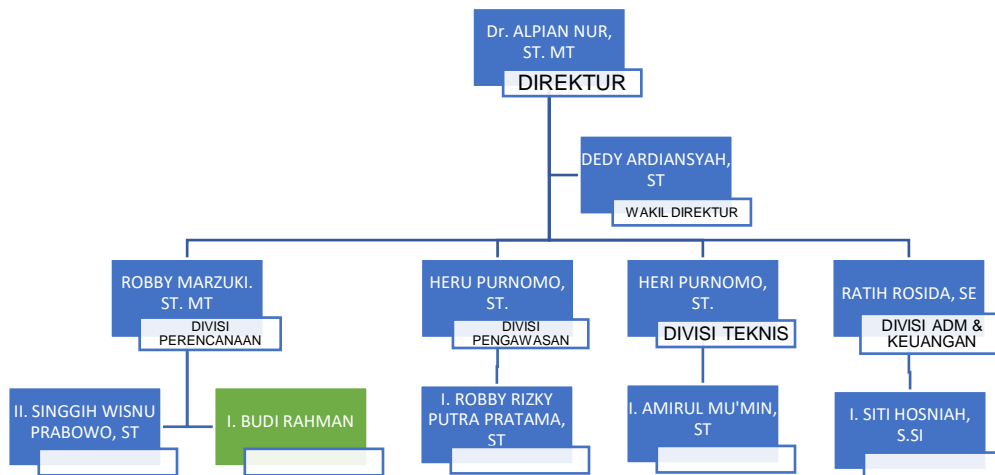 Dr. ALPIAN NUR,
ST. MT
DIREKTUR
DEDY ARDIANSYAH,
ST
WAKIL DIREKTUR
ROBBY MARZUKI.
ST. MT
DIVISI
PERENCANAAN
HERU PURNOMO,
ST.
DIVISI
PENGAWASAN
HERI PURNOMO,
ST.
DIVISI TEKNIS
RATIH ROSIDA, SE
DIVISI ADM &
KEUANGAN
II. SINGGIH WISNU
PRABOWO, ST
I. BUDI RAHMAN
I. ROBBY RIZKY
PUTRA PRATAMA,
ST
I. AMIRUL MU'MIN,
ST
I. SITI HOSNIAH,
S.SI